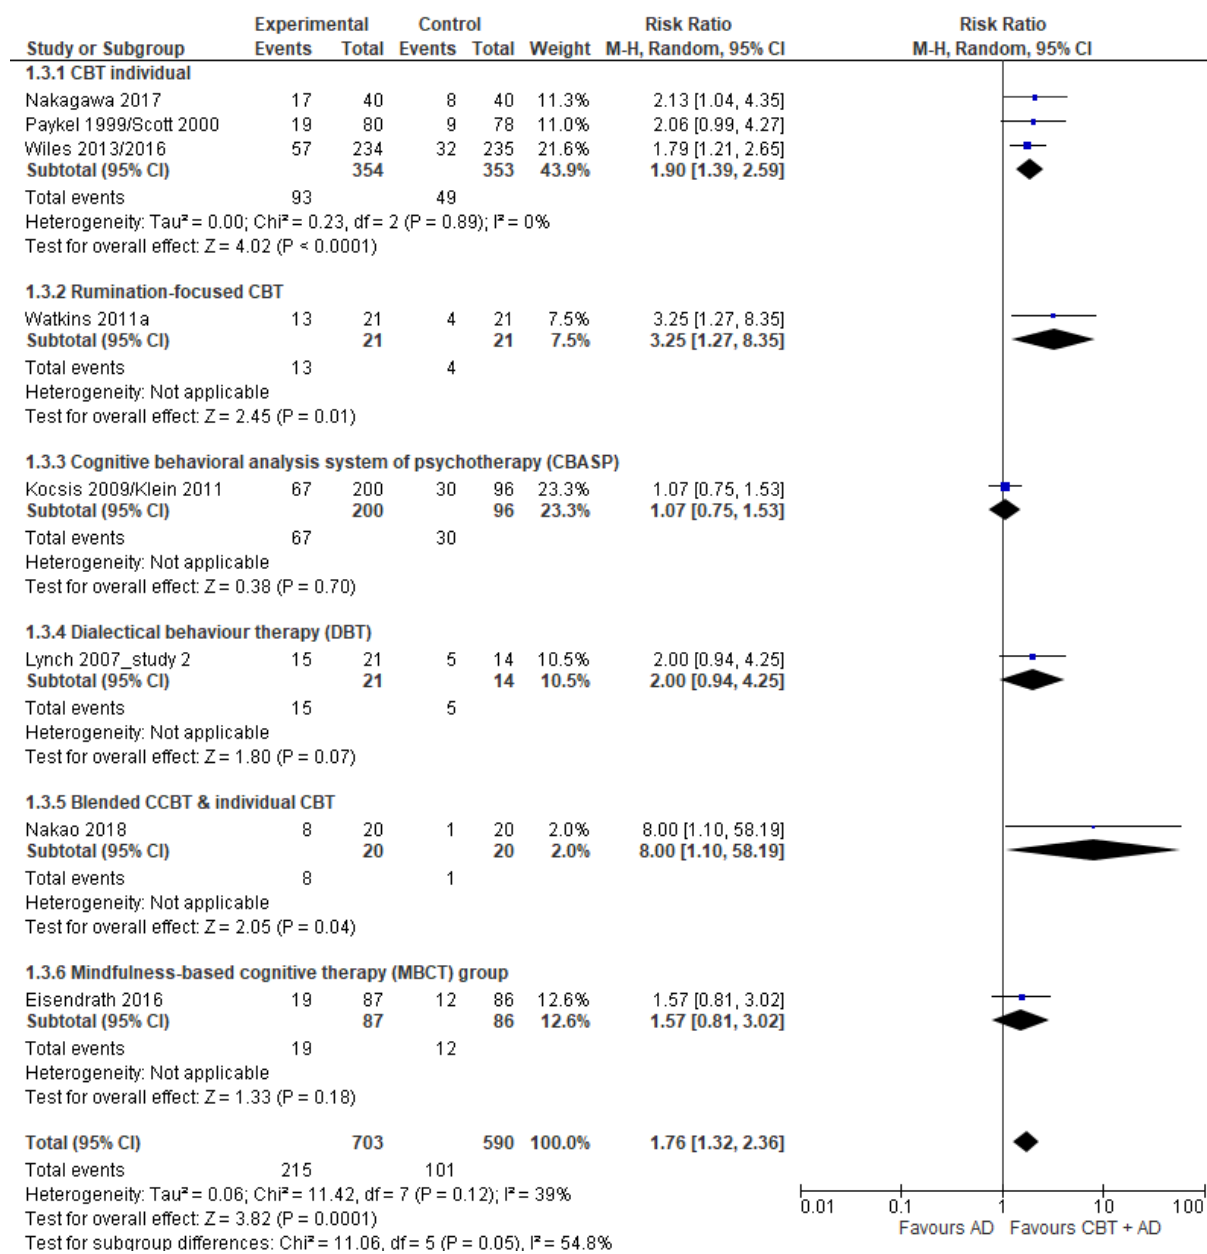 Experimental Control Risk Ratio Risk Ratio
Study or Subgroup Events Total Events Total Weight M-H, Random, 95% CI M-H, Random, 95% CI
1.3.1 CBT individual
Nakagawa 2017 17 40 8 40 11.3% 2.13 [1.04, 4.35]
Paykel 1999/Scott 2000 19 80 9 78 11.0% 2.06 [0.99, 4.27]
Wiles 2013/2016 57 234 32 235 21.6% 1.79 [1.21, 2.65]
Subtotal (95% CI) 354 353 43.9% 1.90 [1.39, 2.59]
Total events 93 49
Heterogeneity: Tau² = 0.00; Chi² = 0.23, df = 2 (P = 0.89); I² = 0%
Test for overall effect: Z = 4.02 (P < 0.0001)
1.3.2 Rumination-focused CBT
Watkins 2011a 13 21 4 21 7.5% 3.25 [1.27, 8.35]
Subtotal (95% CI) 21 21 7.5% 3.25 [1.27, 8.35]
Total events 13 4
Heterogeneity: Not applicable
Test for overall effect: Z = 2.45 (P = 0.01)
1.3.3 Cognitive behavioral analysis system of psychotherapy (CBASP)
Kocsis 2009/Klein 2011 67 200 30 96 23.3% 1.07 [0.75, 1.53]
Subtotal (95% CI) 200 96 23.3% 1.07 [0.75, 1.53]
Total events 67 30
Heterogeneity: Not applicable
Test for overall effect: Z = 0.38 (P = 0.70)
1.3.4 Dialectical behaviour therapy (DBT)
Lynch 2007_study 2 15 21 5 14 10.5% 2.00 [0.94, 4.25]
Subtotal (95% CI) 21 14 10.5% 2.00 [0.94, 4.25]
Total events 15 5
Heterogeneity: Not applicable
Test for overall effect: Z = 1.80 (P = 0.07)
1.3.5 Blended CCBT & individual CBT
Nakao 2018 8 20 1 20 2.0% 8.00 [1.10, 58.19]
Subtotal (95% CI) 20 20 2.0% 8.00 [1.10, 58.19]
Total events 8 1
Heterogeneity: Not applicable
Test for overall effect: Z = 2.05 (P = 0.04)
1.3.6 Mindfulness-based cognitive therapy (MBCT) group
Eisendrath 2016 19 87 12 86 12.6% 1.57 [0.81, 3.02]
Subtotal (95% CI) 87 86 12.6% 1.57 [0.81, 3.02]
Total events 19 12
Heterogeneity: Not applicable
Test for overall effect: Z = 1.33 (P = 0.18)
Total (95% CI) 703 590 100.0% 1.76 [1.32, 2.36]
Total events 215 101
Heterogeneity: Tau² = 0.06; Chi² = 11.42, df = 7 (P = 0.12); I² = 39%
Test for overall effect: Z = 3.82 (P = 0.0001)
Test for subgroup differences: Chi² = 11.06, df = 5 (P = 0.05), I² = 54.8%
0.01 0.1 1 10 100
Favours AD Favours CBT + AD